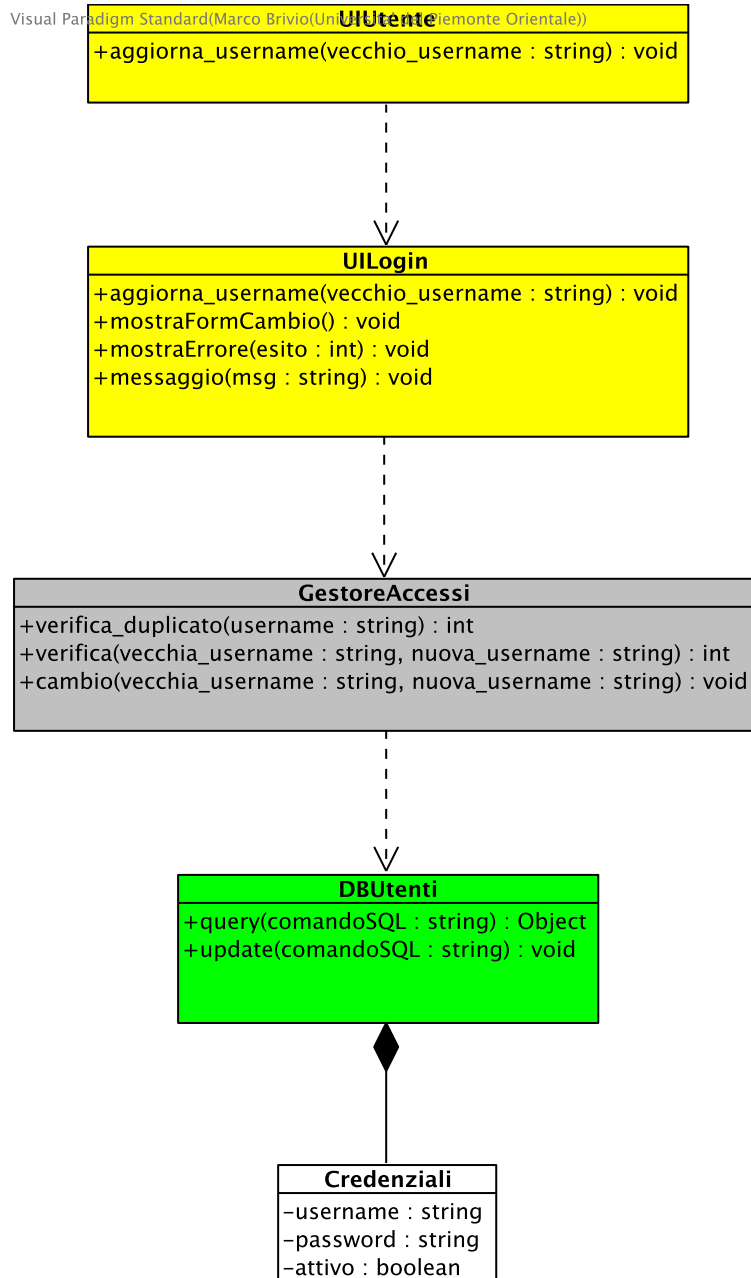 Visual Paradigm Standard(Marco Brivio(Universita' del Piemonte Orientale))
UIUtente
+aggiorna_username(vecchio_username : string) : void
UILogin
+aggiorna_username(vecchio_username : string) : void
+mostraFormCambio() : void
+mostraErrore(esito : int) : void
+messaggio(msg : string) : void
GestoreAccessi
+verifica_duplicato(username : string) : int
+verifica(vecchia_username : string, nuova_username : string) : int
+cambio(vecchia_username : string, nuova_username : string) : void
DBUtenti
+query(comandoSQL : string) : Object
+update(comandoSQL : string) : void
Credenziali
-username : string
-password : string
-attivo : boolean